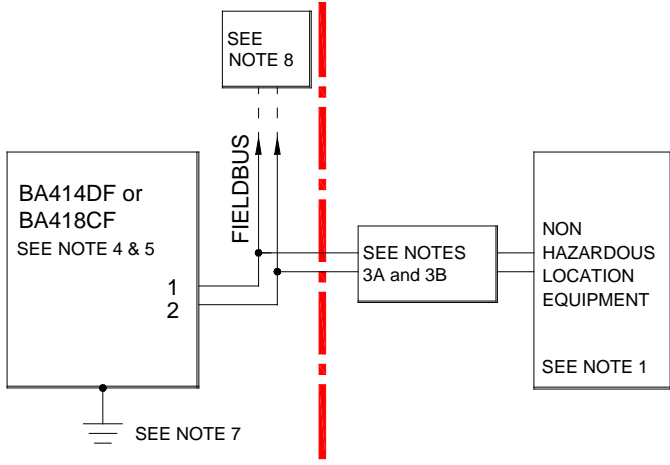 SEE
NOTE 8
FIELDBUS
BA414DF or
BA418CF
SEE NOTE 4 & 5
1
2
SEE NOTE 7
SEE NOTES
3A and 3B
NON
HAZARDOUS
LOCATION
EQUIPMENT
SEE NOTE 1